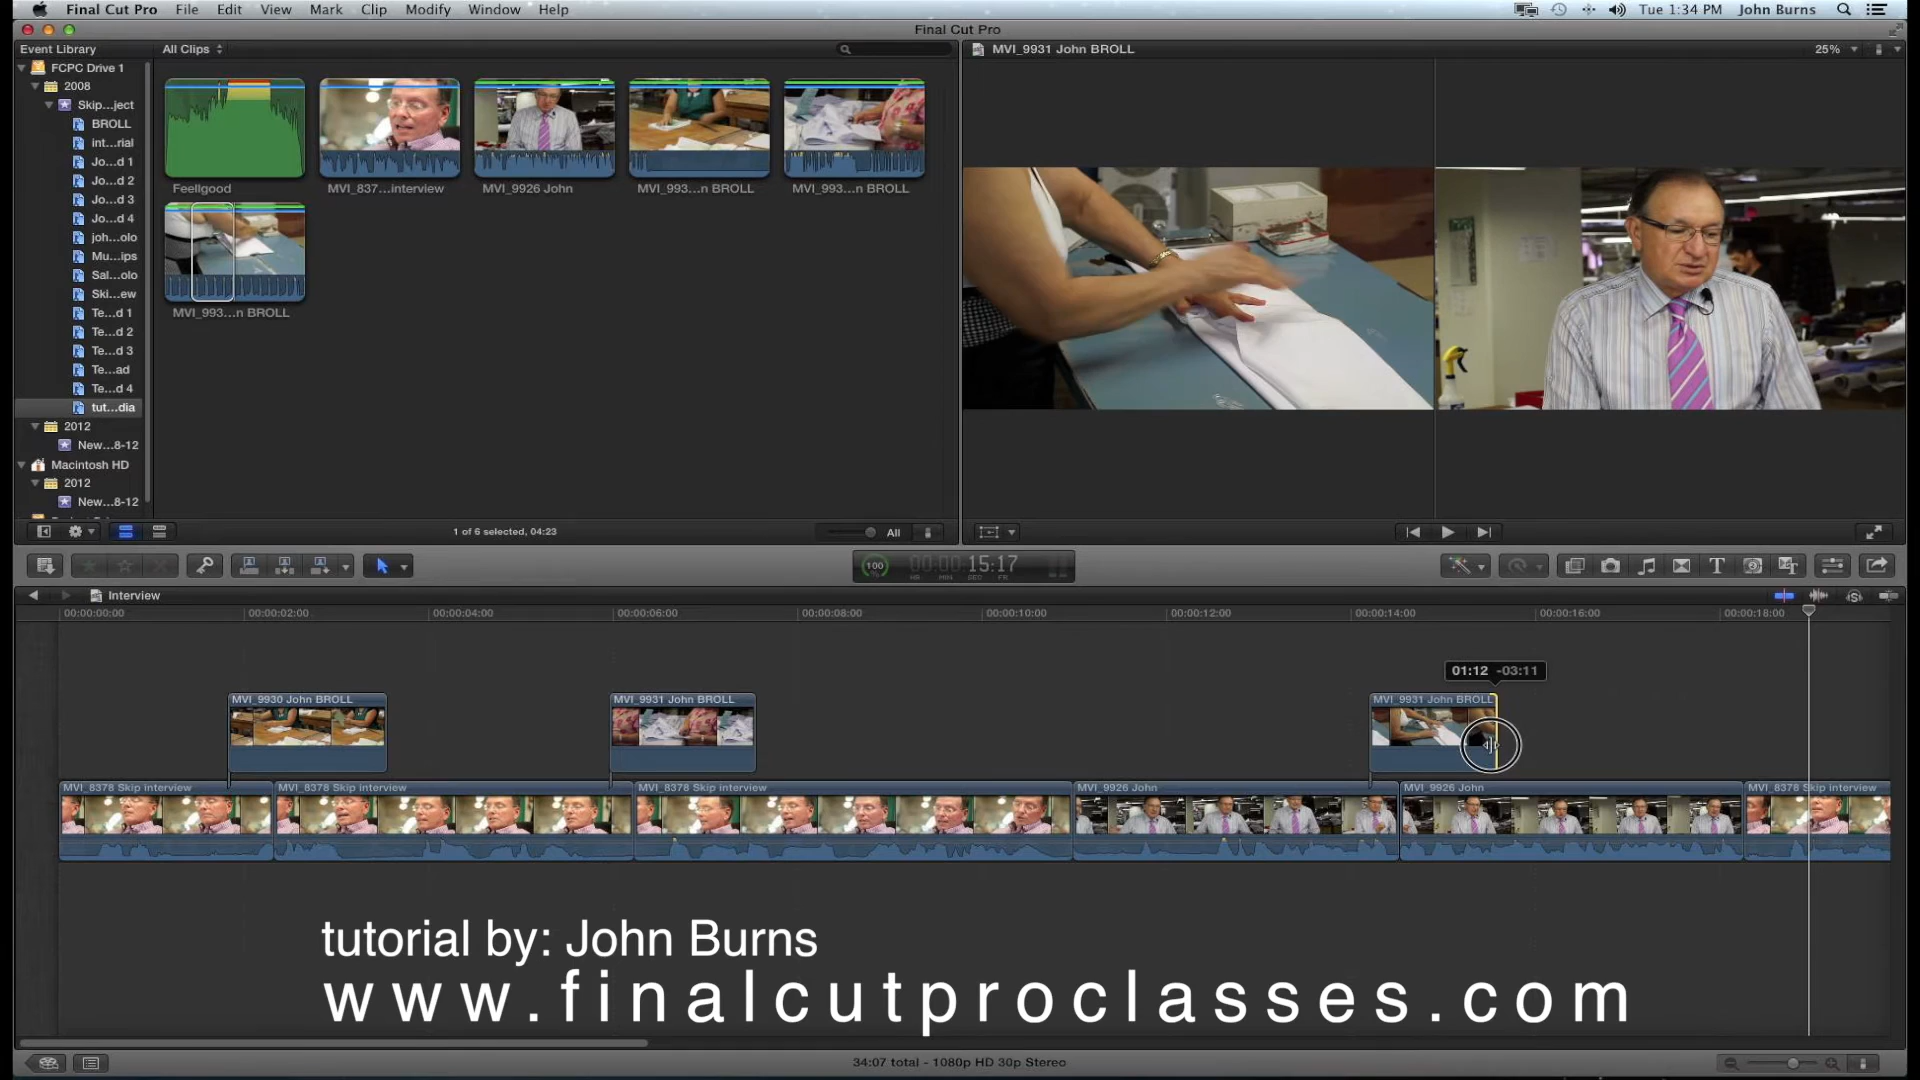 Final Cut Pro File Edit View Mark Clip Modify Window Help Tue 1:34 PM John Burns
Final Cut Pro
Event Library All Clips MVI_9931 John BROLL 25%
FCPC Drive 1
2008
Skip...ject
BROLL
int...rial
Jo...d 1
Jo...d 2
Jo...d 3
Jo...d 4
joh...olo
Mu...ips
Sal...olo
Ski...ew
Te...d 1
Te...d 2
Te...d 3
Te...ad
Te...d 4
tut...dia
2012
New...8-12
Macintosh HD
2012
New...8-12
Feellgood MVI_837...interview MVI_9926 John MVI_993...n BROLL MVI_993...n BROLL
MVI_993...n BROLL
1 of 6 selected, 04:23 All
100 % 00:00:15:17
HR MIN SEC FR
Interview
00:00:00:00 00:00:02:00 00:00:04:00 00:00:06:00 00:00:08:00 00:00:10:00 00:00:12:00 00:00:14:00 00:00:16:00 00:00:18:00
01:12 -03:11
MVI_9930 John BROLL MVI_9931 John BROLL MVI_9931 John BROLL
MVI_8378 Skip interview MVI_8378 Skip interview MVI_8378 Skip interview MVI_9926 John MVI_9926 John MVI_8378 Skip interview
tutorial by: John Burns
www.finalcutproclasses.com
34:07 total - 1080p HD 30p Stereo